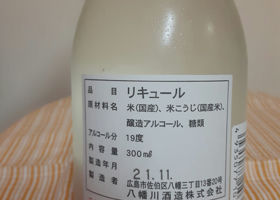 品目 リキュール
原材料名 米(国産)、米こうじ(国産米)、
醸造アルコール、糖類
アルコール分 19度
内容量 300ml
製造年月 21.11.
製造者 広島市佐伯区八幡三丁目13番20号
八幡川酒造株式会社